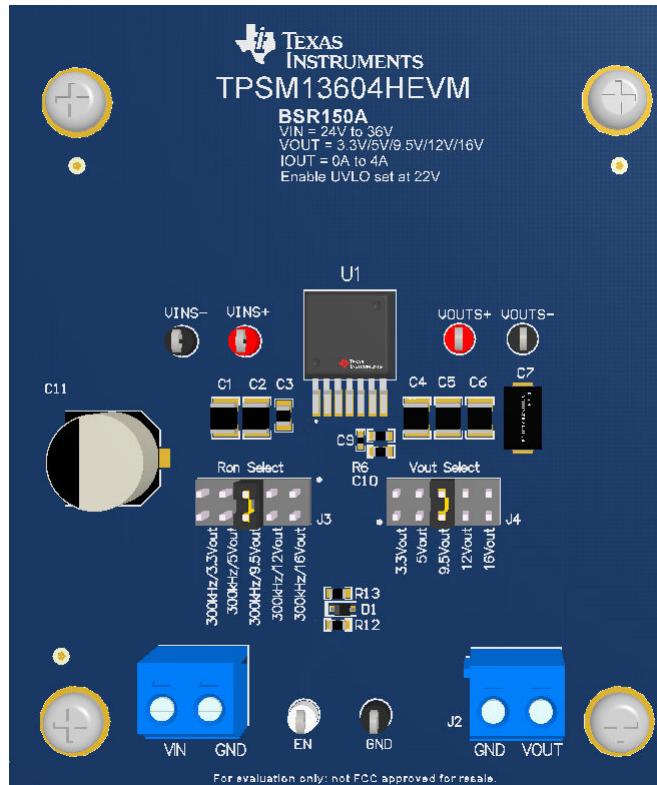 TEXAS
INSTRUMENTS
TPSM13604HEVM
BSR150A
VIN = 24V to 36V
VOUT = 3.3V/5V/9.5V/12V/16V
IOUT = 0A to 4A
Enable UVLO set at 22V
U1
VINS- VINS+ VOUTS+ VOUTS-
TEXAS
INSTRUMENTS
C11 C1 C2 C3 C4 C5 C6 C7
C9
R6
C10
Ron Select Vout Select
J3 J4
300kHz/3.3Vout
300kHz/5Vout
300kHz/9.5Vout
300kHz/12Vout
300kHz/16Vout
3.3Vout
5Vout
9.5Vout
12Vout
16Vout
R13
D1
R12
J2
VIN GND EN GND GND VOUT
For evaluation only; not FCC approved for resale.